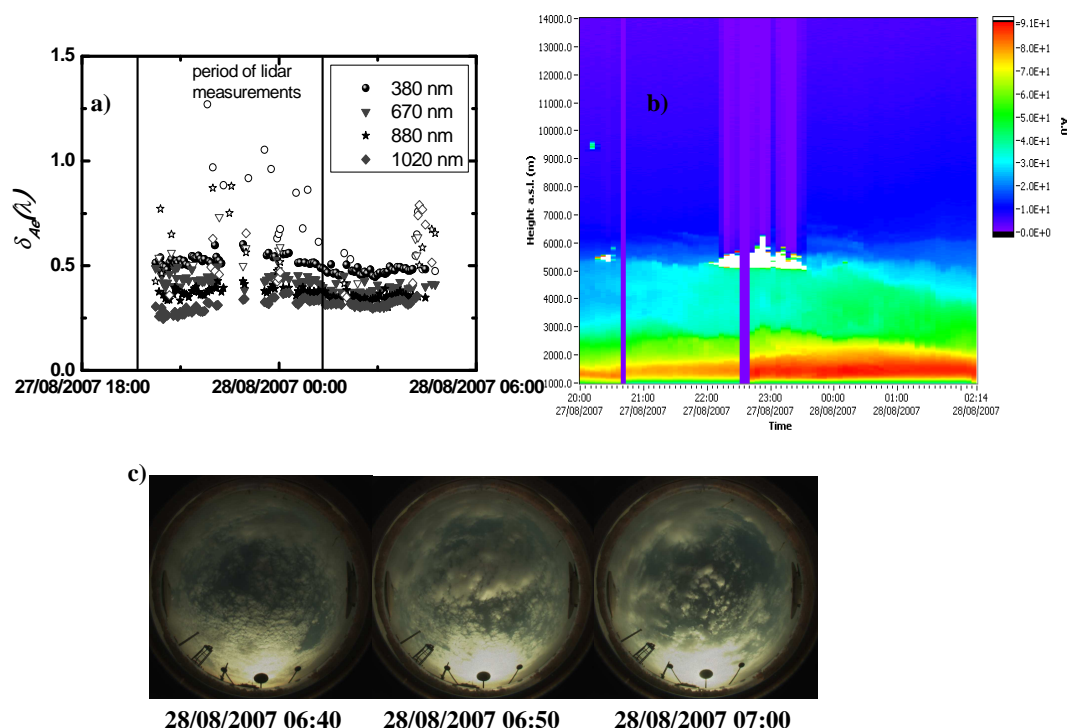 a)
1.5
1.0
0.5
0.0
δAe(λ)
period of lidar
measurements
380 nm
670 nm
880 nm
1020 nm
27/08/2007 18:00
28/08/2007 00:00
28/08/2007 06:00
b)
Height a.s.l. (m)
14000.0
13000.0
12000.0
11000.0
10000.0
9000.0
8000.0
7000.0
6000.0
5000.0
4000.0
3000.0
2000.0
1000.0
20:00 21:00 22:00 23:00 00:00 01:00 02:14
27/08/2007 27/08/2007 27/08/2007 27/08/2007 28/08/2007 28/08/2007 28/08/2007
Time
9.1E+1
8.0E+1
7.0E+1
6.0E+1
5.0E+1
4.0E+1
3.0E+1
2.0E+1
1.0E+1
0.0E+0
c)
28/08/2007 06:40 28/08/2007 06:50 28/08/2007 07:00